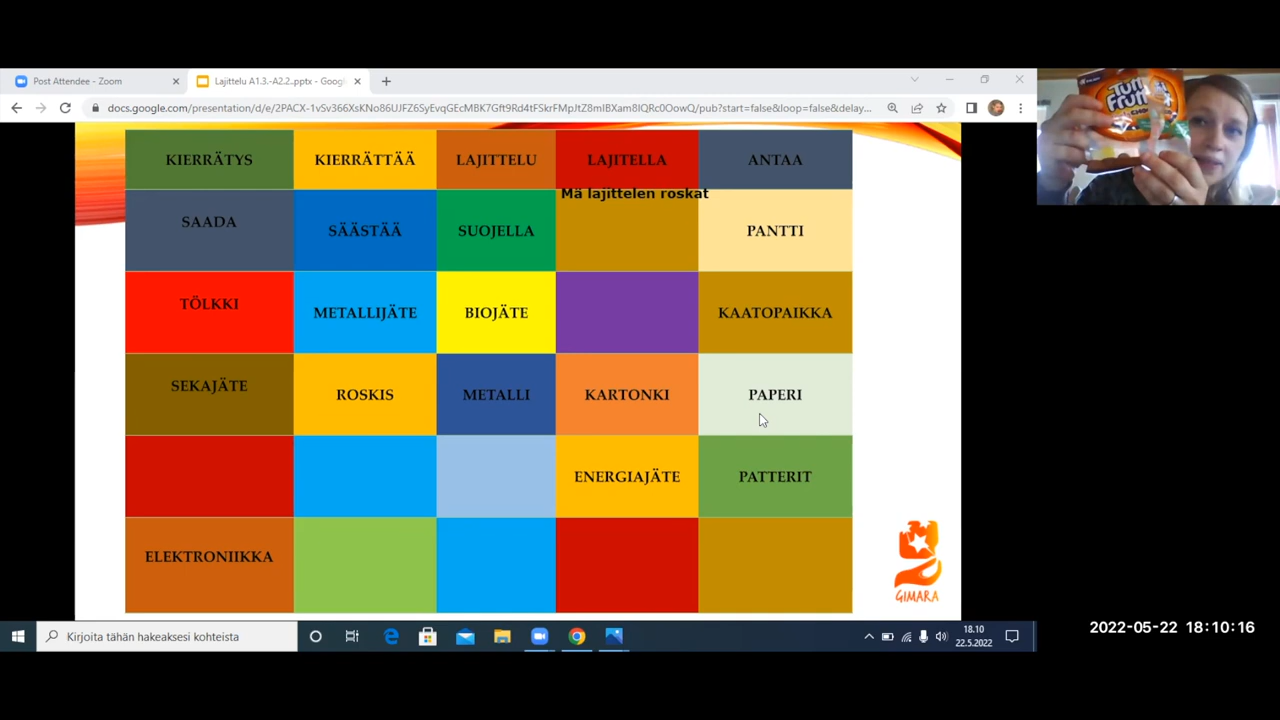 Post Attendee - Zoom
Lajittelu A1.3.-A2.2..pptx - Goog
docs.google.com/presentation/d/e/2PACX-1vSv366XsKNo86UJFZ6SyEvqGEcMBK7Gft9Rd4tFSkrFMpJtZ8mIBXam8IQRc0OowQ/pub?start=false&loop=false&delay...
KIERRÄTYS KIERRÄTTÄÄ LAJITTELU LAJITELLA ANTAA
Mä lajittelen roskat
SAADA SÄÄSTÄÄ SUOJELLA PANTTI
TÖLKKI METALLIJÄTE BIOJÄTE KAATOPAIKKA
SEKAJÄTE ROSKIS METALLI KARTONKI PAPERI
ENERGIAJÄTE PATTERIT
ELEKTRONIIKKA
GIMARA
Kirjoita tähän hakeaksesi kohteista
18.10
22.5.2022
2022-05-22 18:10:16